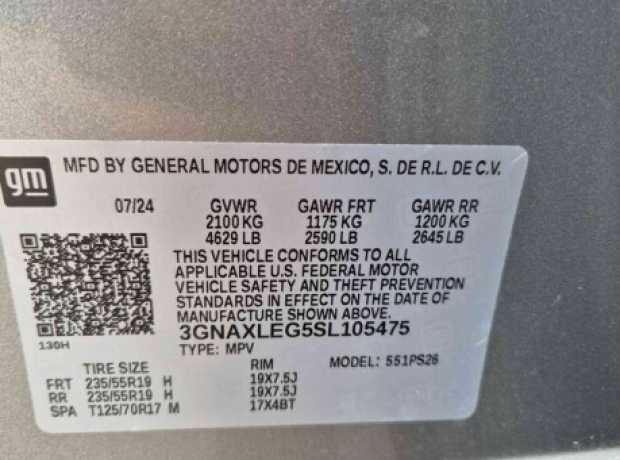 gm
MFD BY GENERAL MOTORS DE MEXICO, S. DE R.L. DE C.V.
07/24 GVWR GAWR FRT GAWR RR
2100 KG 1175 KG 1200 KG
4629 LB 2590 LB 2645 LB
THIS VEHICLE CONFORMS TO ALL
APPLICABLE U.S. FEDERAL MOTOR
VEHICLE SAFETY AND THEFT PREVENTION
STANDARDS IN EFFECT ON THE DATE OF
MANUFACTURE SHOWN ABOVE.
3GNAXLEG5SL105475
130H
TYPE: MPV MODEL: 551PS26
TIRE SIZE RIM
FRT 235/55R19 H 19X7.5J
RR 235/55R19 H 19X7.5J
SPA T125/70R17 M 17X4BT